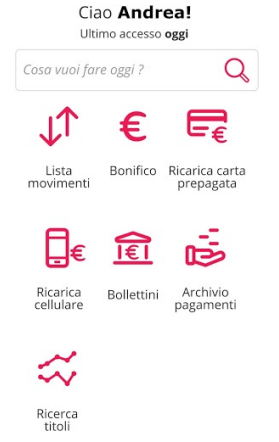 Ciao Andrea!
Ultimo accesso oggi
Cosa vuoi fare oggi ?
Lista movimenti
Bonifico
Ricarica carta prepagata
Ricarica cellulare
Bollettini
Archivio pagamenti
Ricerca titoli